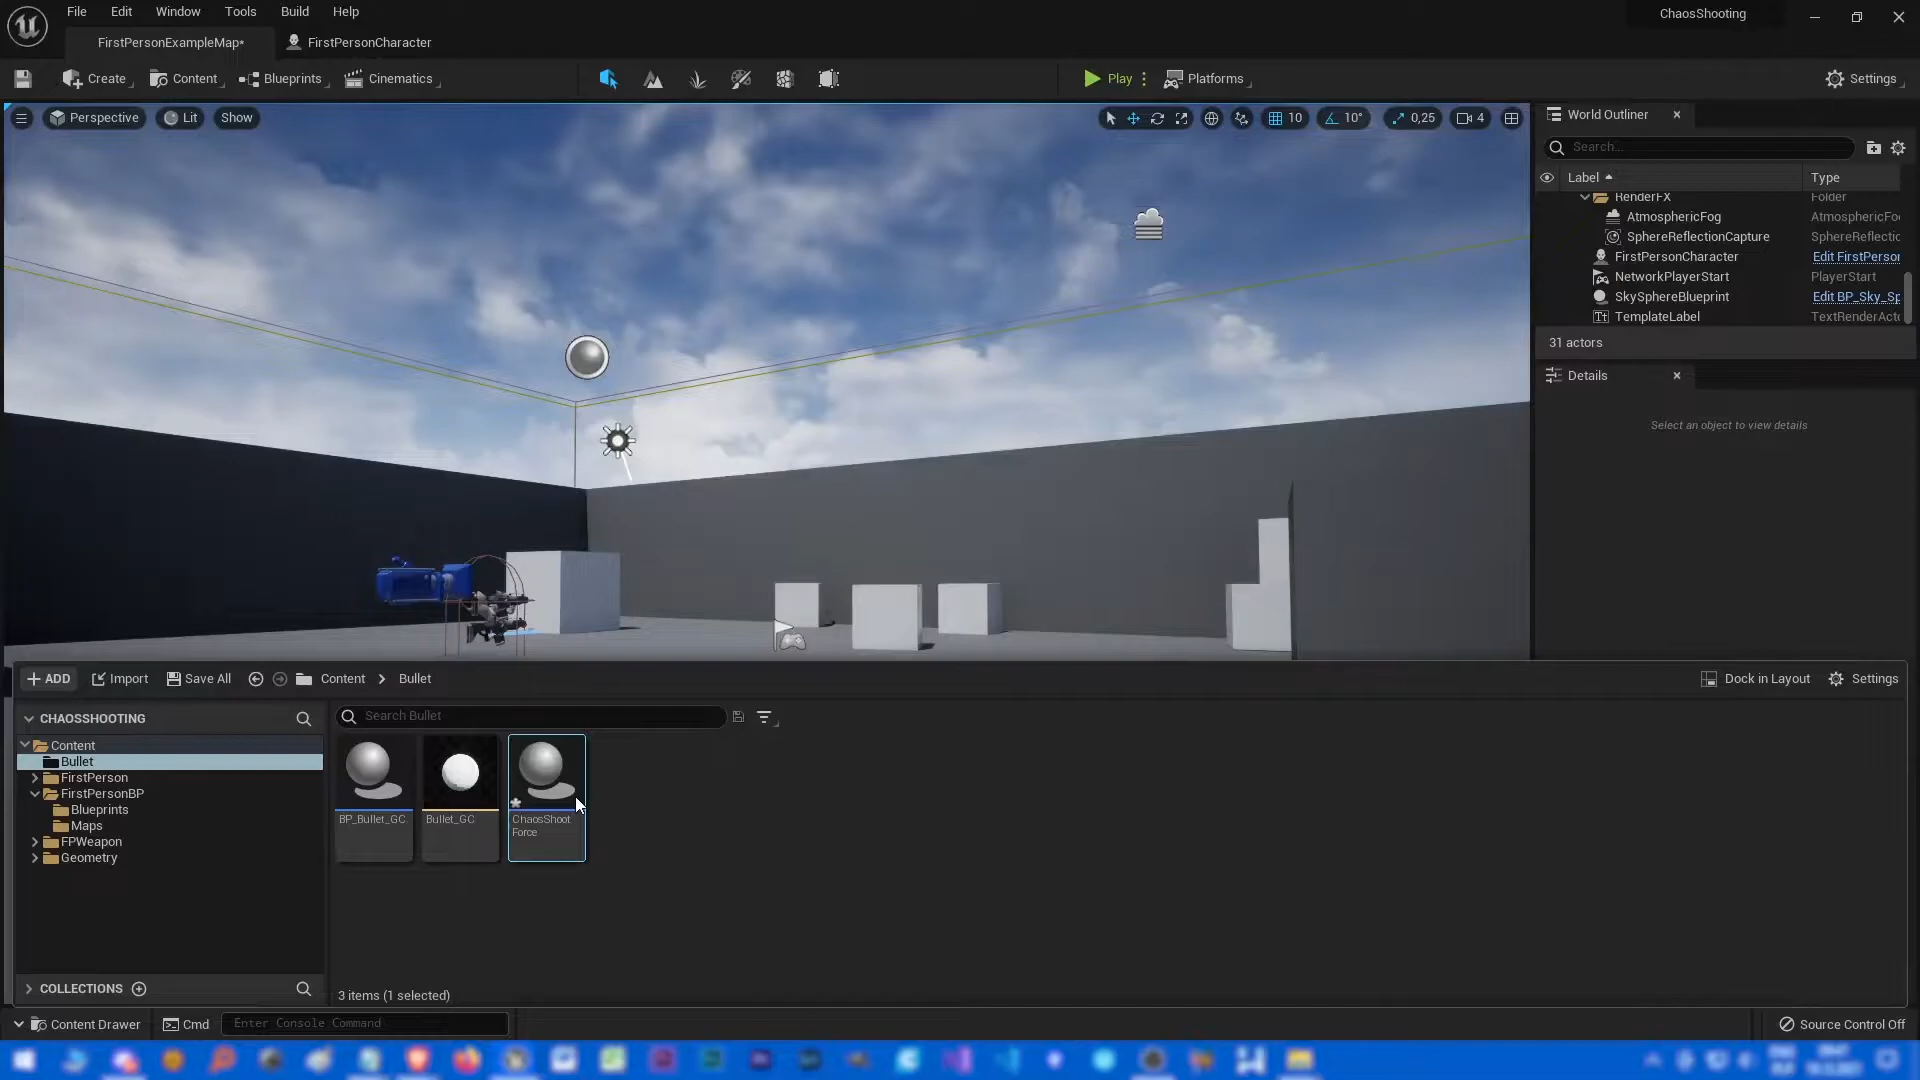 File Edit Window Tools Build Help
ChaosShooting
FirstPersonExampleMap*
FirstPersonCharacter
Create
Content
Blueprints
Cinematics
Play
Platforms
Settings
Perspective
Lit
Show
10
10°
0,25
4
World Outliner
Search...
Label
Type
RenderFX
Folder
AtmosphericFog
AtmosphericFo
SphereReflectionCapture
SphereReflectic
FirstPersonCharacter
Edit FirstPerson
NetworkPlayerStart
PlayerStart
SkySphereBlueprint
Edit BP_Sky_Sp
TemplateLabel
TextRenderActo
31 actors
Details
Select an object to view details
ADD
Import
Save All
Content
Bullet
Dock in Layout
Settings
CHAOSSHOOTING
Search Bullet
Content
Bullet
FirstPerson
FirstPersonBP
Blueprints
Maps
FPWeapon
Geometry
BP_Bullet_GC
Bullet_GC
ChaosShoot
Force
COLLECTIONS
3 items (1 selected)
Content Drawer
Cmd
Enter Console Command
Source Control Off